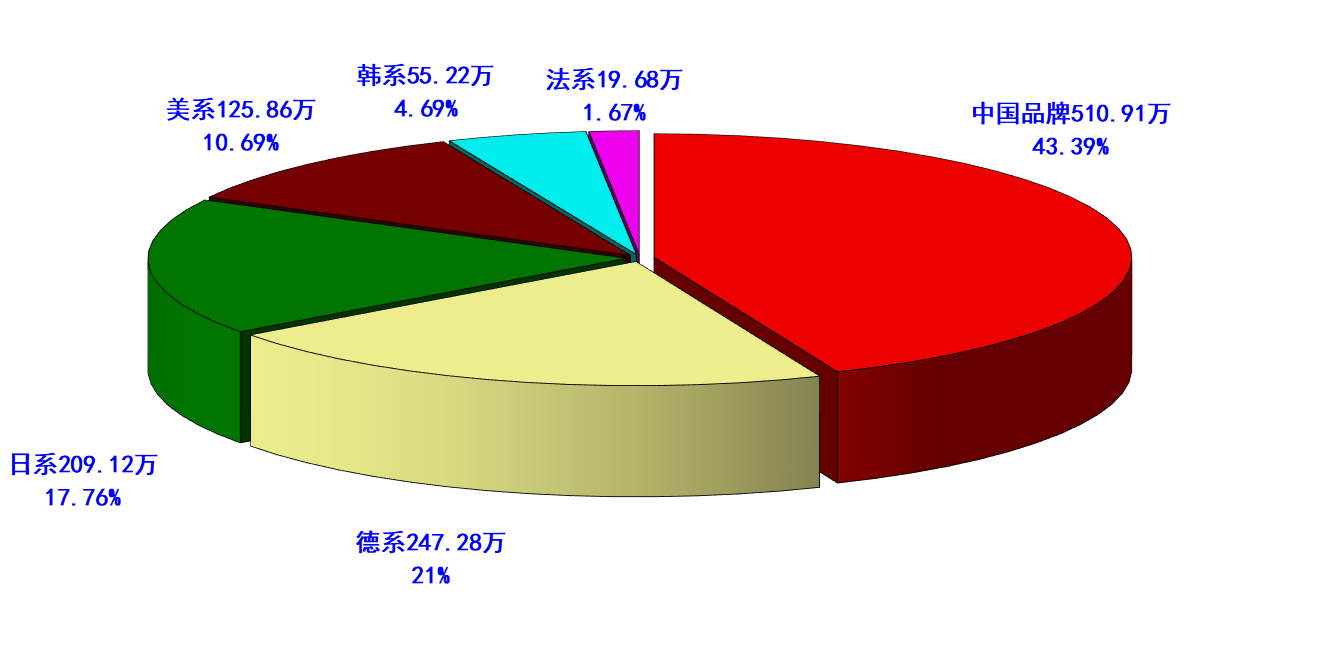 韩系55.22万
4.69%
法系19.68万
1.67%
美系125.86万
10.69%
中国品牌510.91万
43.39%
日系209.12万
17.76%
德系247.28万
21%